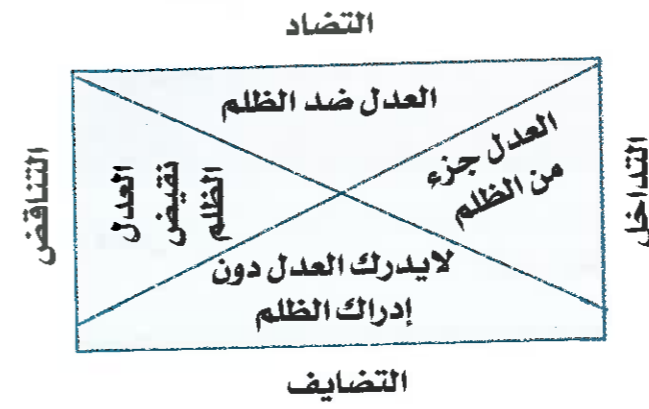 التضاد
العدل ضد الظلم
العدل جزء
من الظلم
التداخل
التناقض
العدل
نقيض
الظلم
لايدرك العدل دون
إدراك الظلم
التضايف